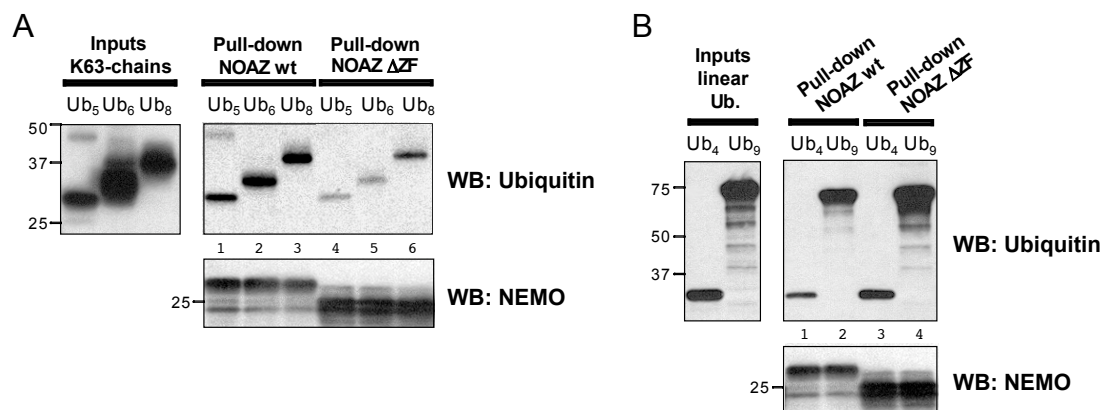 A
Inputs
K63-chains
Pull-down
NOAZ wt
Pull-down
NOAZ ΔZF
Ub5 Ub6 Ub8
Ub5 Ub6 Ub8
Ub5 Ub6 Ub8
50
37
25
WB: Ubiquitin
1 2 3 4 5 6
25
WB: NEMO
B
Inputs
linear
Ub.
Pull-down
NOAZ wt
Pull-down
NOAZ ΔZF
Ub4 Ub9
Ub4 Ub9
Ub4 Ub9
75
50
37
WB: Ubiquitin
1 2 3 4
25
WB: NEMO